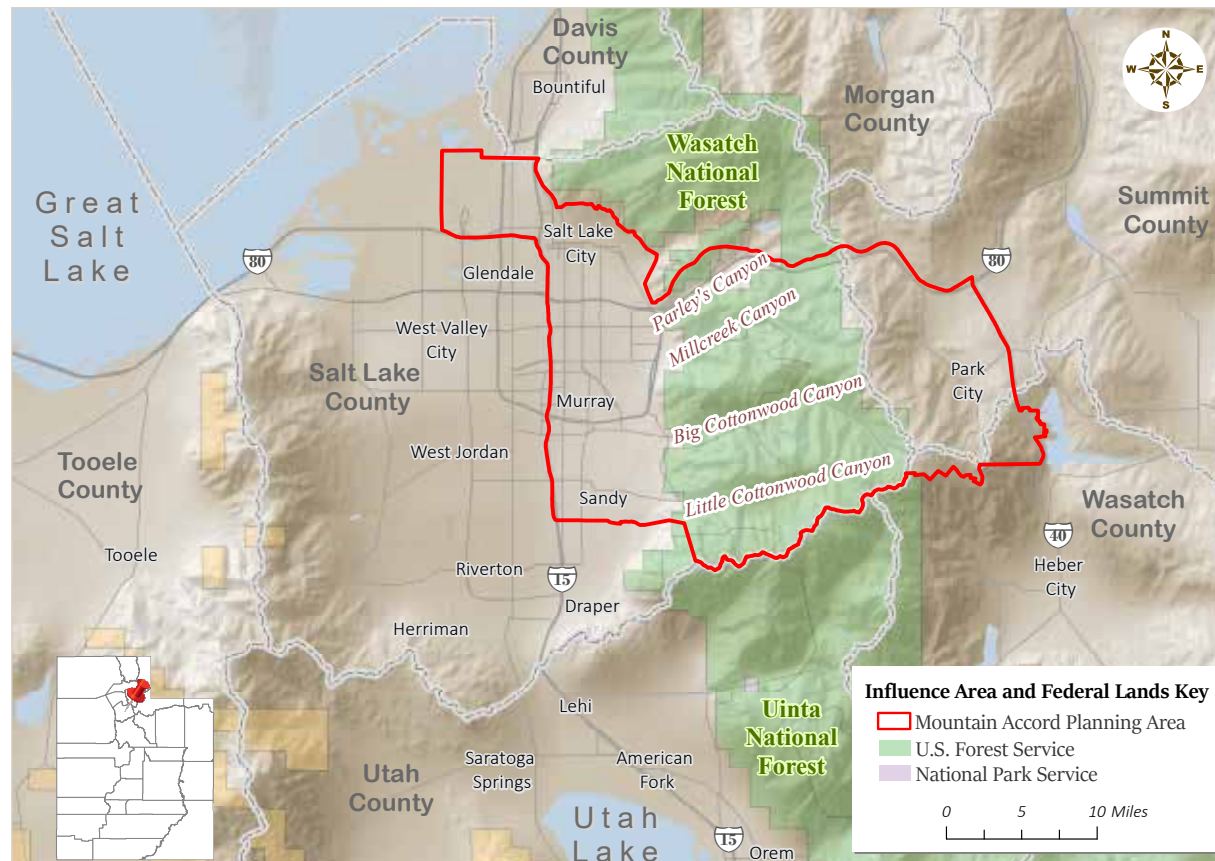 Davis
County
Bountiful
N
W
E
S
Morgan
County
Wasatch
National
Forest
Summit
County
Great
Salt
Lake
Salt Lake
City
80
80
Glendale
Parley's Canyon
Millcreek Canyon
West Valley
City
Salt Lake
County
Park
City
Murray
Big Cottonwood Canyon
West Jordan
Tooele
County
Little Cottonwood Canyon
Sandy
Wasatch
County
Tooele
40
Heber
City
Riverton
15
Draper
Herriman
Lehi
Uinta
National
Forest
Saratoga
Springs
American
Fork
Utah
County
Utah
Lake
15
Orem
Influence Area and Federal Lands Key
Mountain Accord Planning Area
U.S. Forest Service
National Park Service
0 5 10 Miles